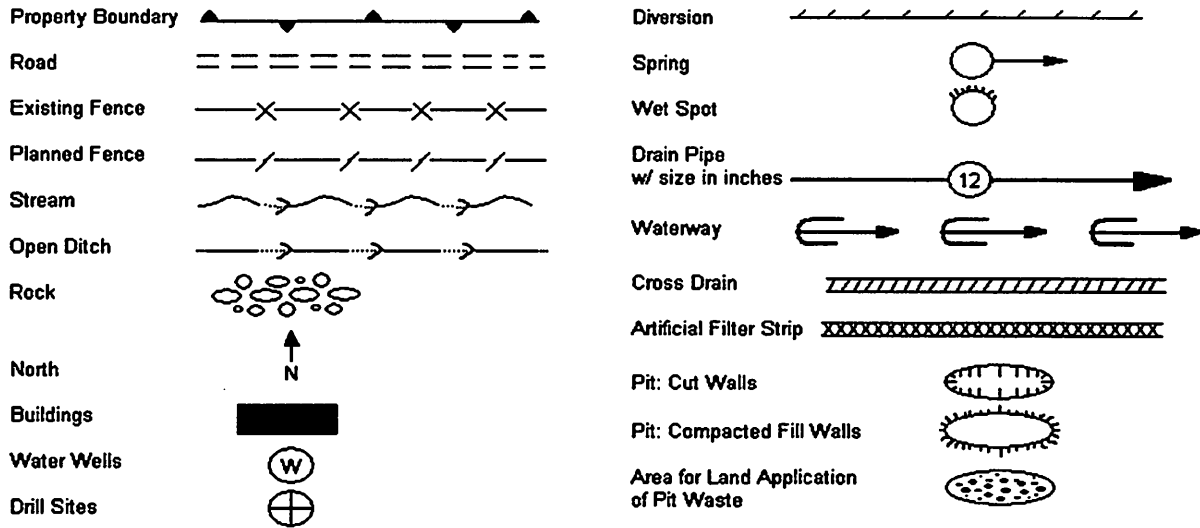 Property Boundary
Road
Existing Fence
Planned Fence
Stream
Open Ditch
Rock
North
N
Buildings
Water Wells
W
Drill Sites
Diversion
Spring
Wet Spot
Drain Pipe
w/ size in inches
12
Waterway
Cross Drain
Artificial Filter Strip
Pit: Cut Walls
Pit: Compacted Fill Walls
Area for Land Application
of Pit Waste